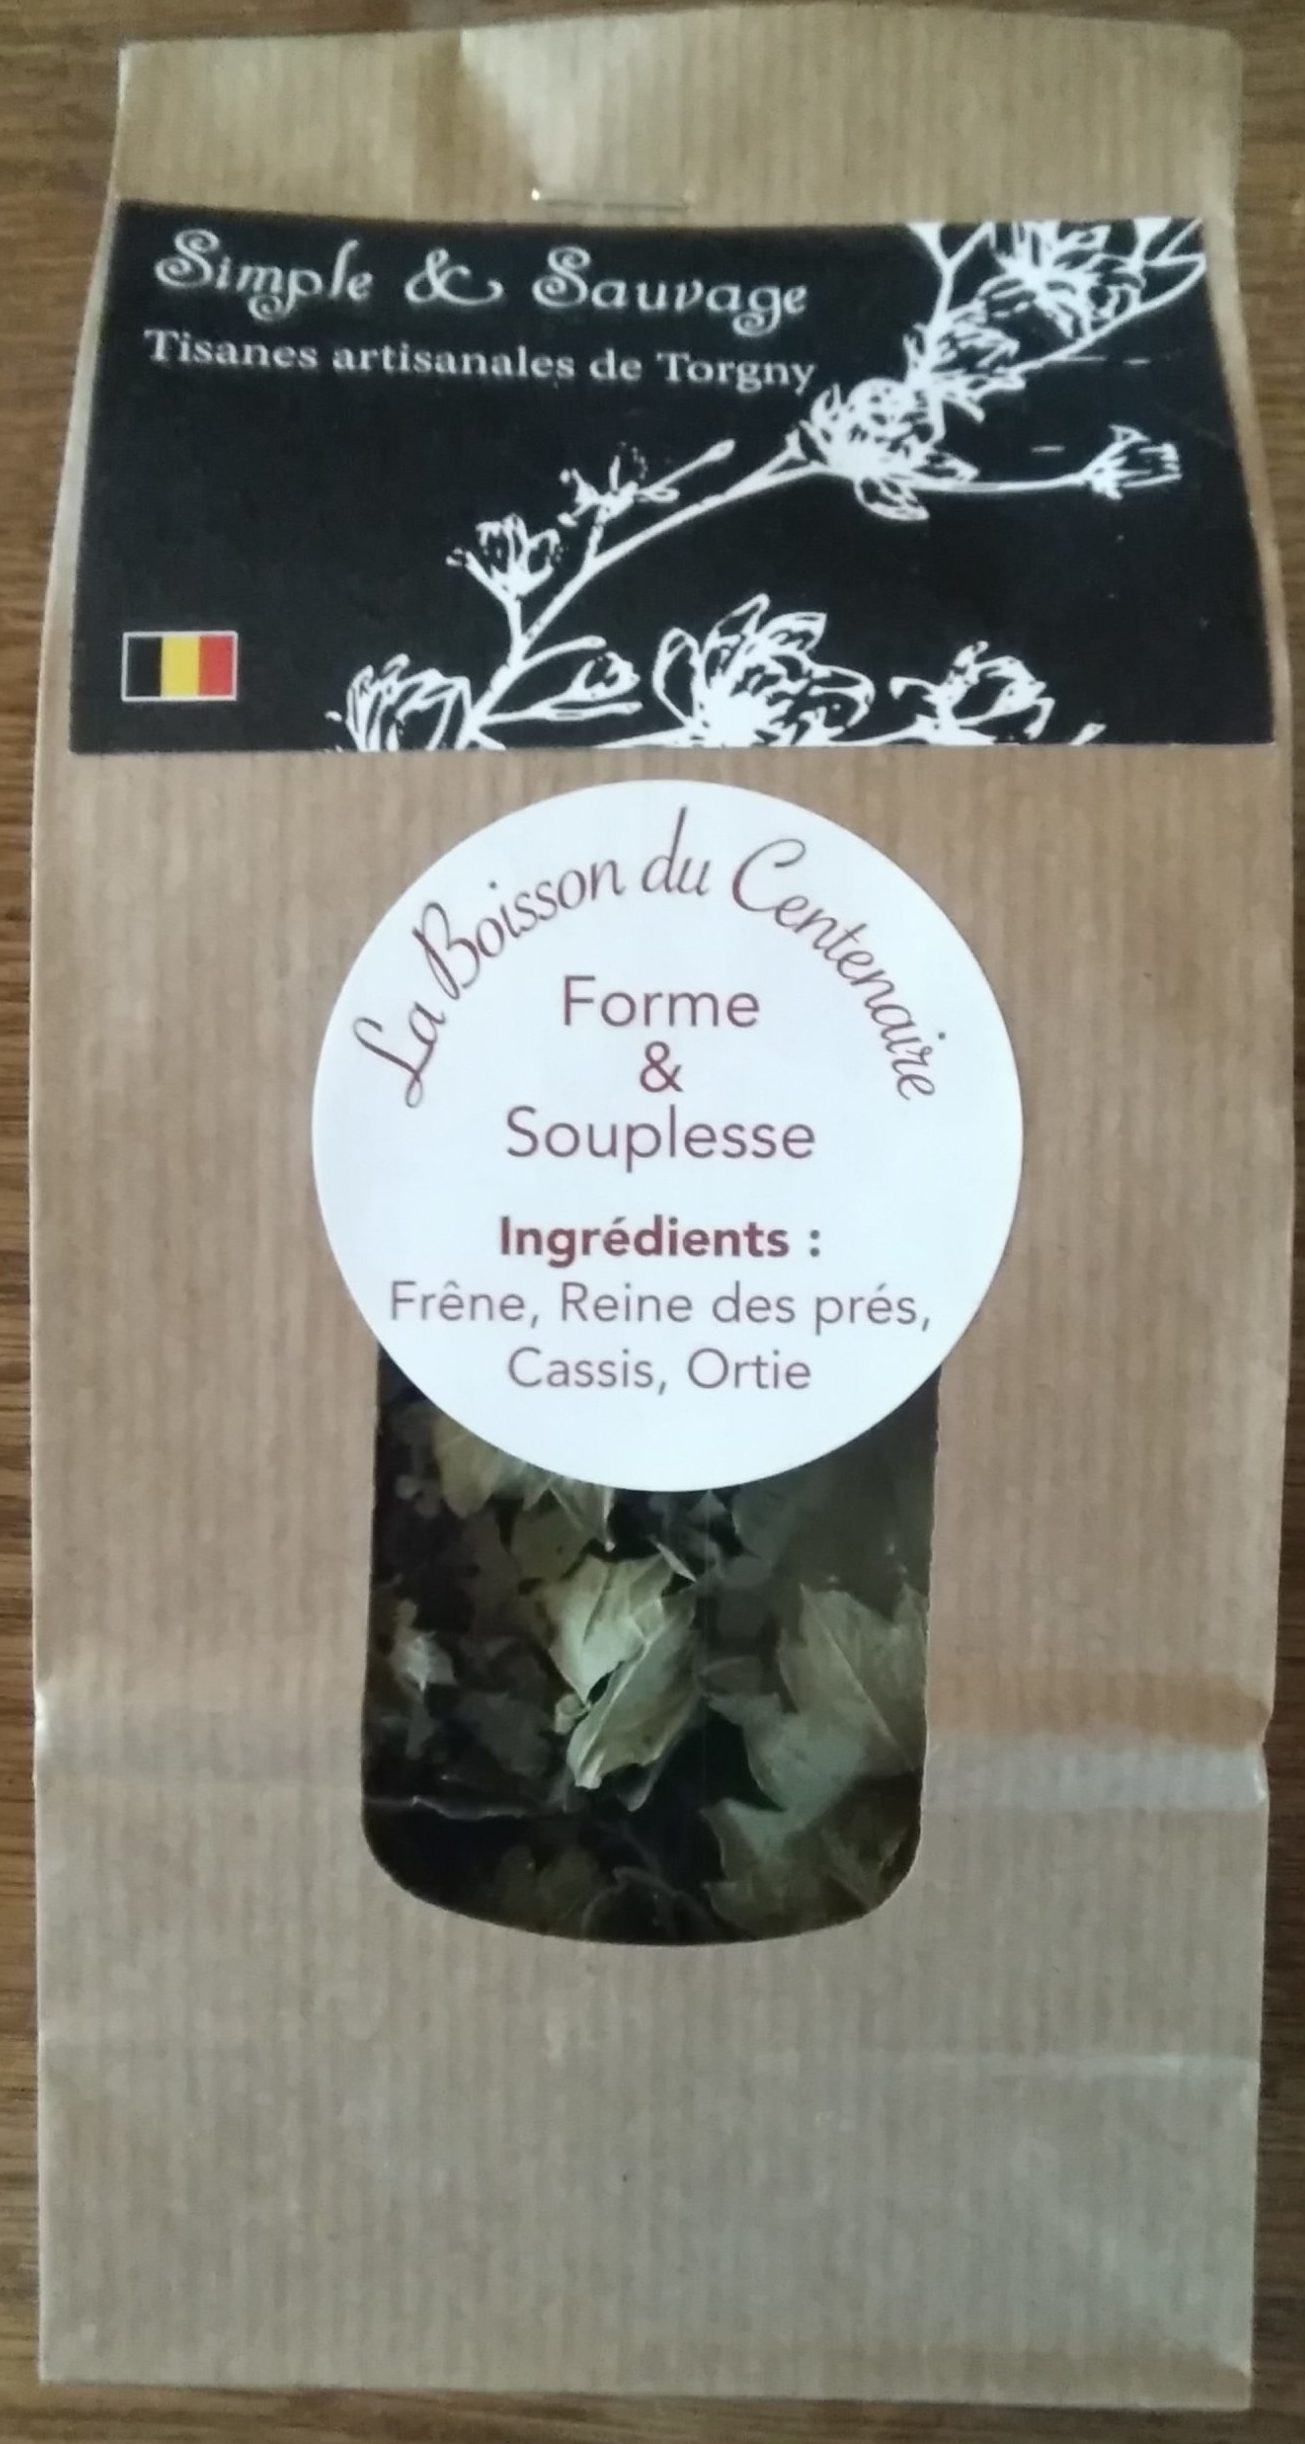 Simple & Sauvage
Tisanes artisanales de Torgny
La Boisson du Centenaire
Forme
&
Souplesse
Ingrédients :
Frêne, Reine des prés,
Cassis, Ortie